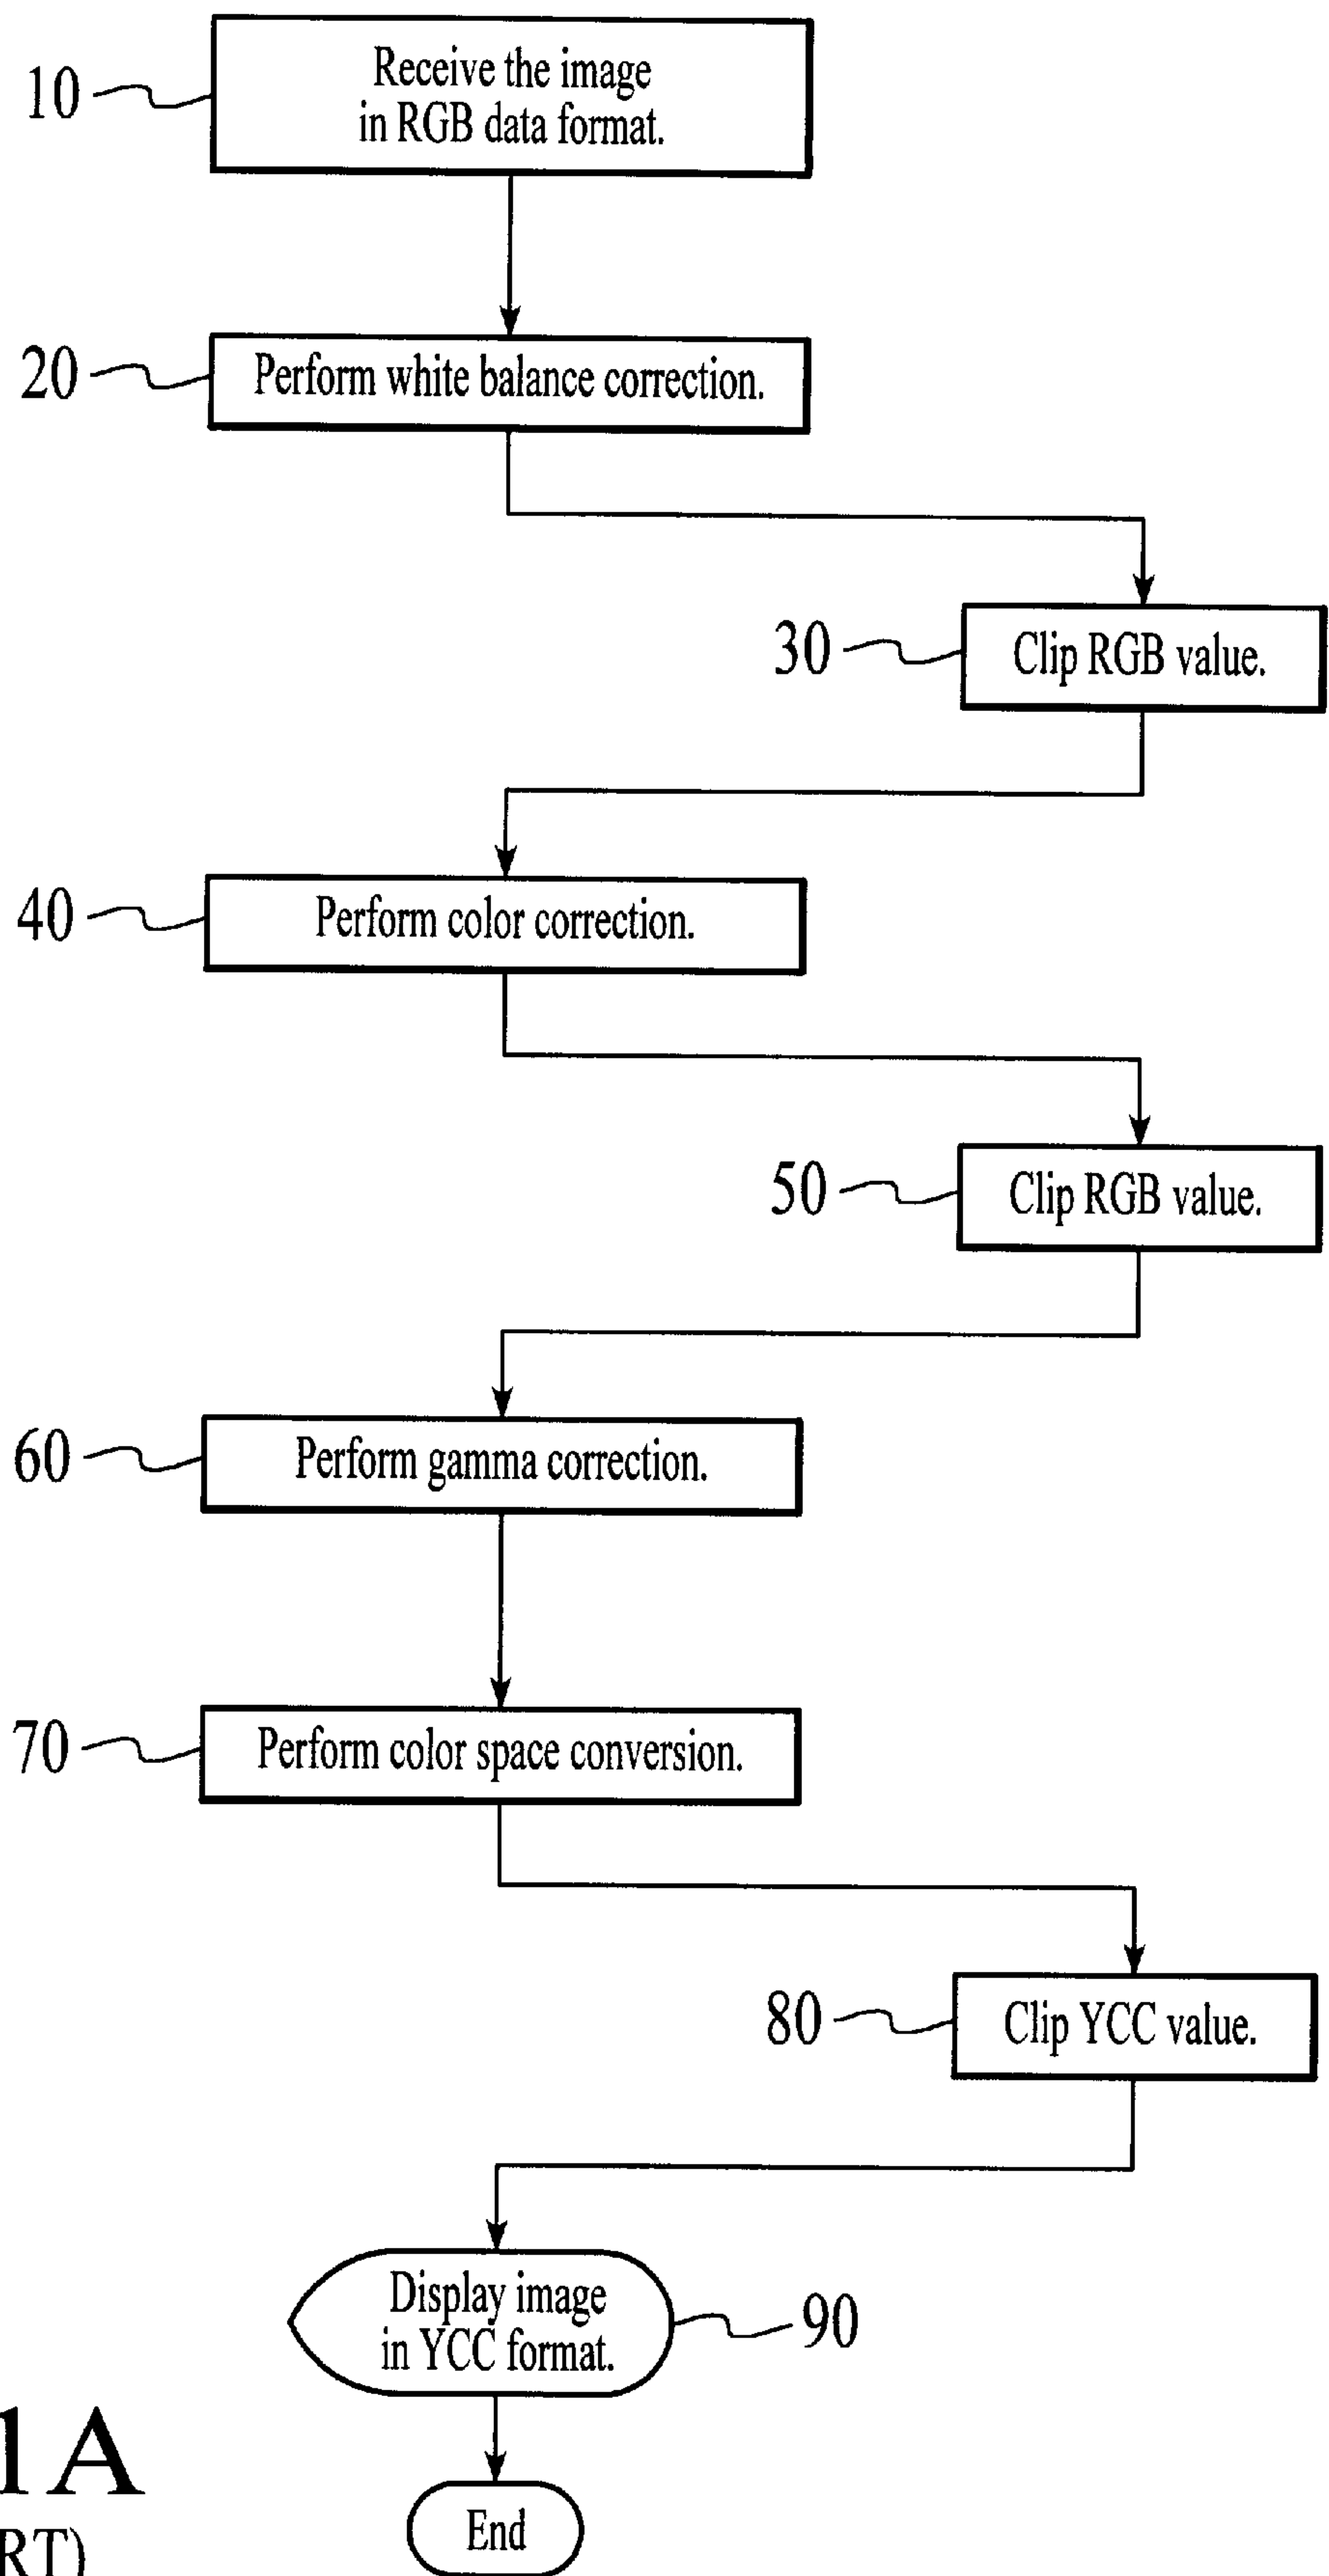 10
Receive the image
in RGB data format.
20
Perform white balance correction.
30
Clip RGB value.
40
Perform color correction.
50
Clip RGB value.
60
Perform gamma correction.
70
Perform color space conversion.
80
Clip YCC value.
Display image
in YCC format.
90
1A
RT)
End